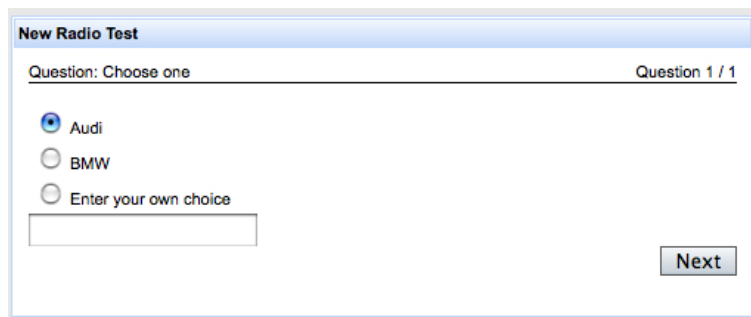 New Radio Test
Question: Choose one Question 1 / 1
Audi
BMW
Enter your own choice
Next